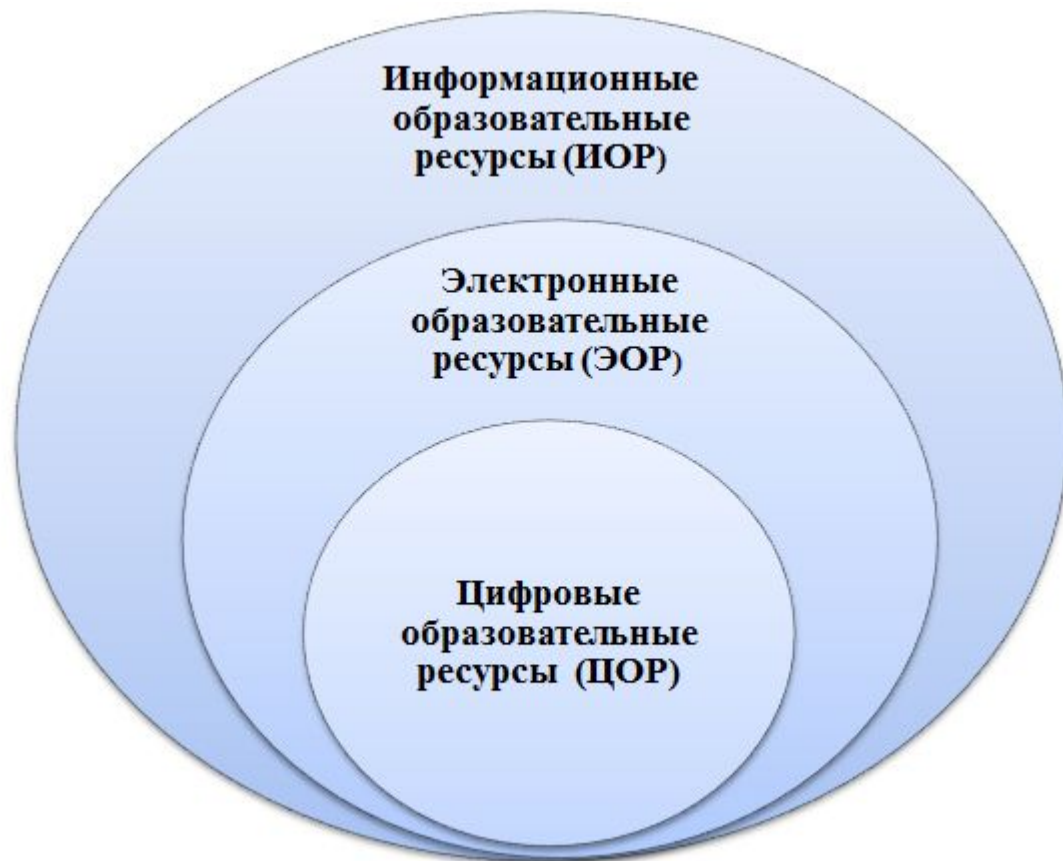 Информационные
образовательные
ресурсы (ИОР)
Электронные
образовательные
ресурсы (ЭОР)
Цифровые
образовательные
ресурсы (ЦОР)